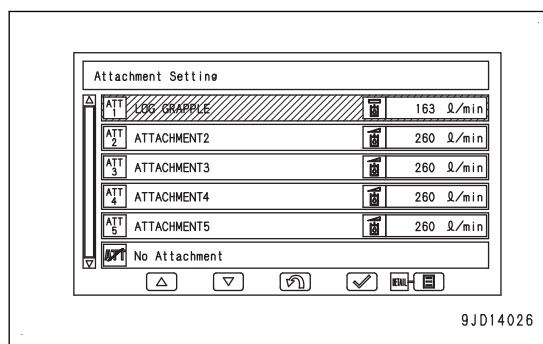 Attachment Setting
ATT 1 LOG GRAPPLE 163 ℓ/min
ATT 2 ATTACHMENT2 260 ℓ/min
ATT 3 ATTACHMENT3 260 ℓ/min
ATT 4 ATTACHMENT4 260 ℓ/min
ATT 5 ATTACHMENT5 260 ℓ/min
ATT No Attachment
DETAIL
9JD14026